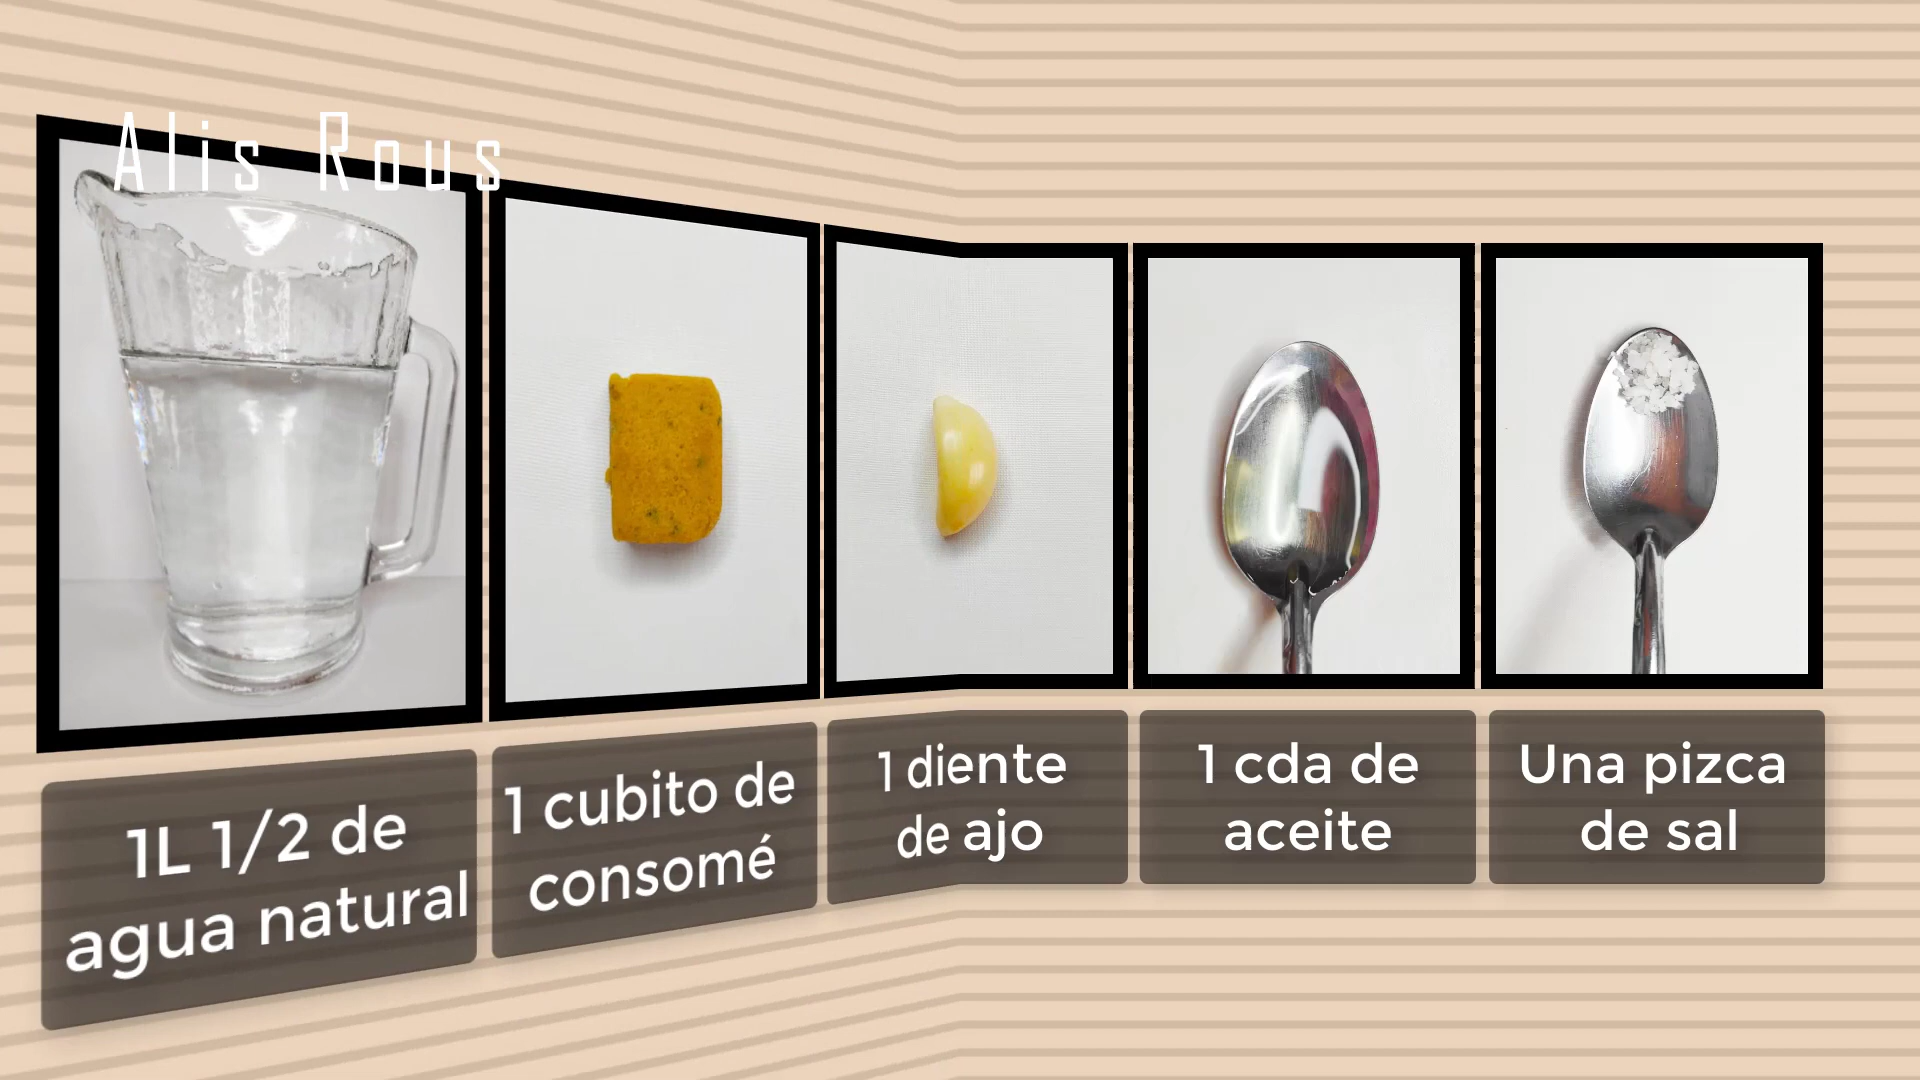 Alis Rous
1L 1/2 de
agua natural
1 cubito de
consomé
1 diente
de ajo
1 cda de
aceite
Una pizca
de sal